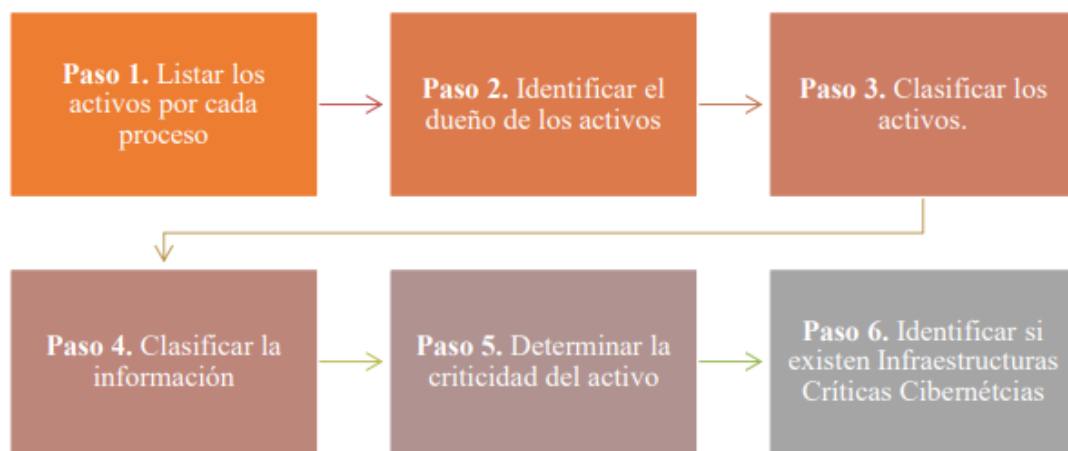 Paso 1. Listar los
activos por cada
proceso
Paso 2. Identificar el
dueño de los activos
Paso 3. Clasificar los
activos.
Paso 4. Clasificar la
información
Paso 5. Determinar la
criticidad del activo
Paso 6. Identificar si
existen Infraestructuras
Críticas Cibernétcias